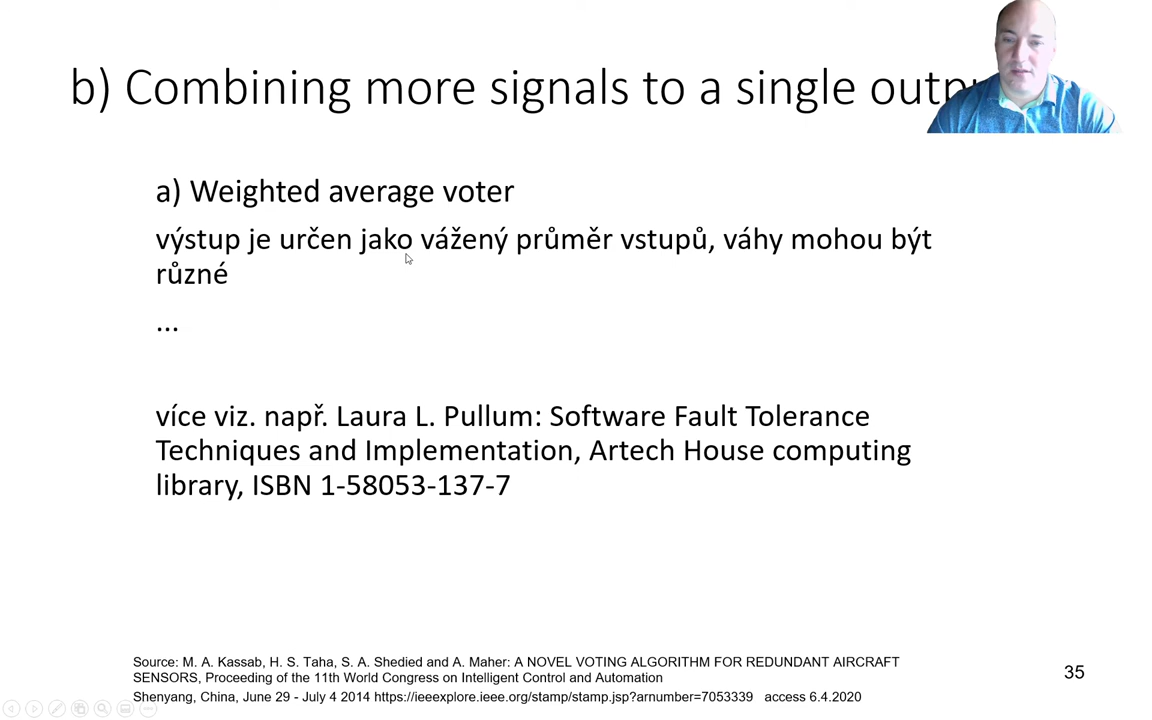 b) Combining more signals to a single
a) Weighted average voter
výstup je určen jako vážený průměr vstupů, váhy mohou být
různé
...
více viz. např. Laura L. Pullum: Software Fault Tolerance
Techniques and Implementation, Artech House computing
library, ISBN 1-58053-137-7
Source: M. A. Kassab, H. S. Taha, S. A. Shedied and A. Maher: A NOVEL VOTING ALGORITHM FOR REDUNDANT AIRCRAFT
SENSORS, Proceeding of the 11th World Congress on Intelligent Control and Automation
Shenyang, China, June 29 - July 4 2014 https://ieeexplore.ieee.org/stamp/stamp.jsp?arnumber=7053339 access 6.4.2020
35